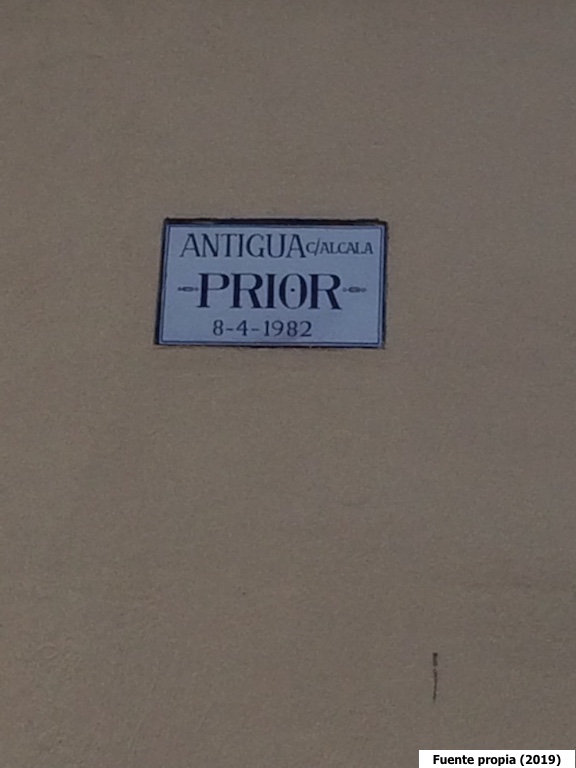 ANTIGUA C/ALCALA
PRIOR
8-4-1982
Fuente propia (2019)